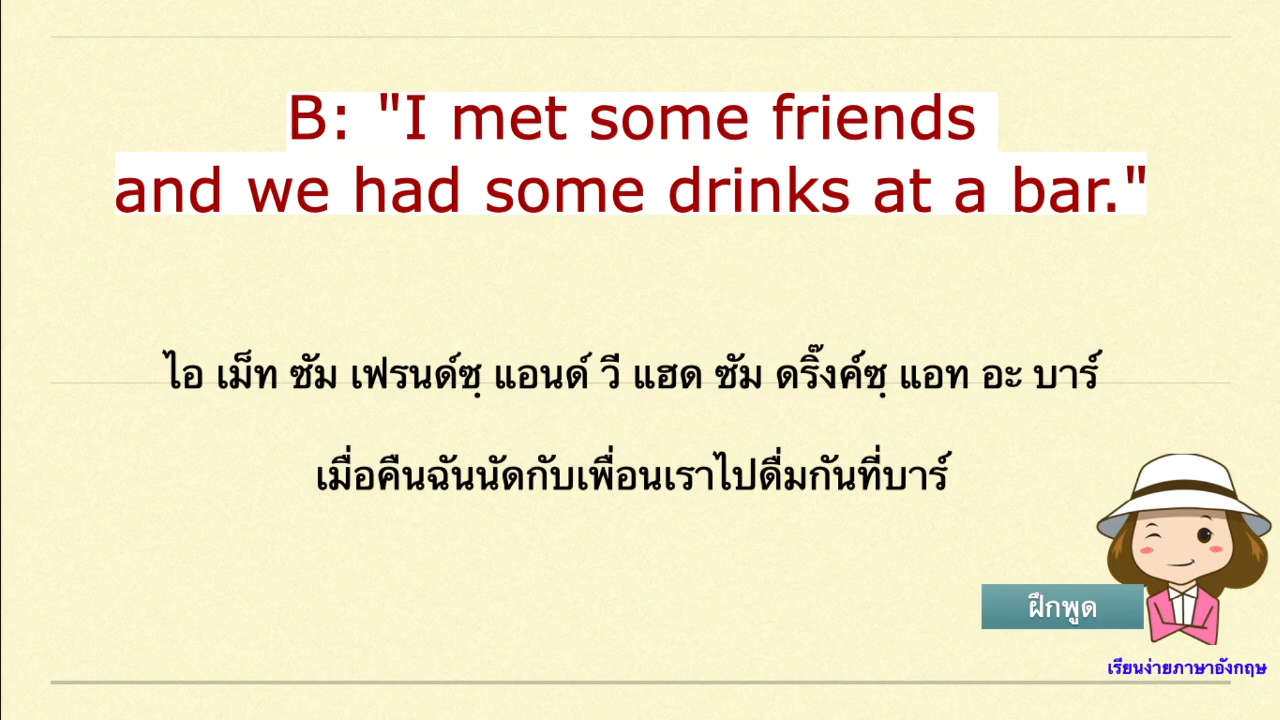 B: "I met some friends
and we had some drinks at a bar."
ไอ เม็ท ซัม เฟรนด์ซฺ แอนด์ วี แฮด ซัม ดริ๊งค์ซฺ แอท อะ บาร์
เมื่อคืนฉันนัดกับเพื่อนเราไปดื่มกันที่บาร์
ฝึกพูด
เรียนง่ายภาษาอังกฤษ